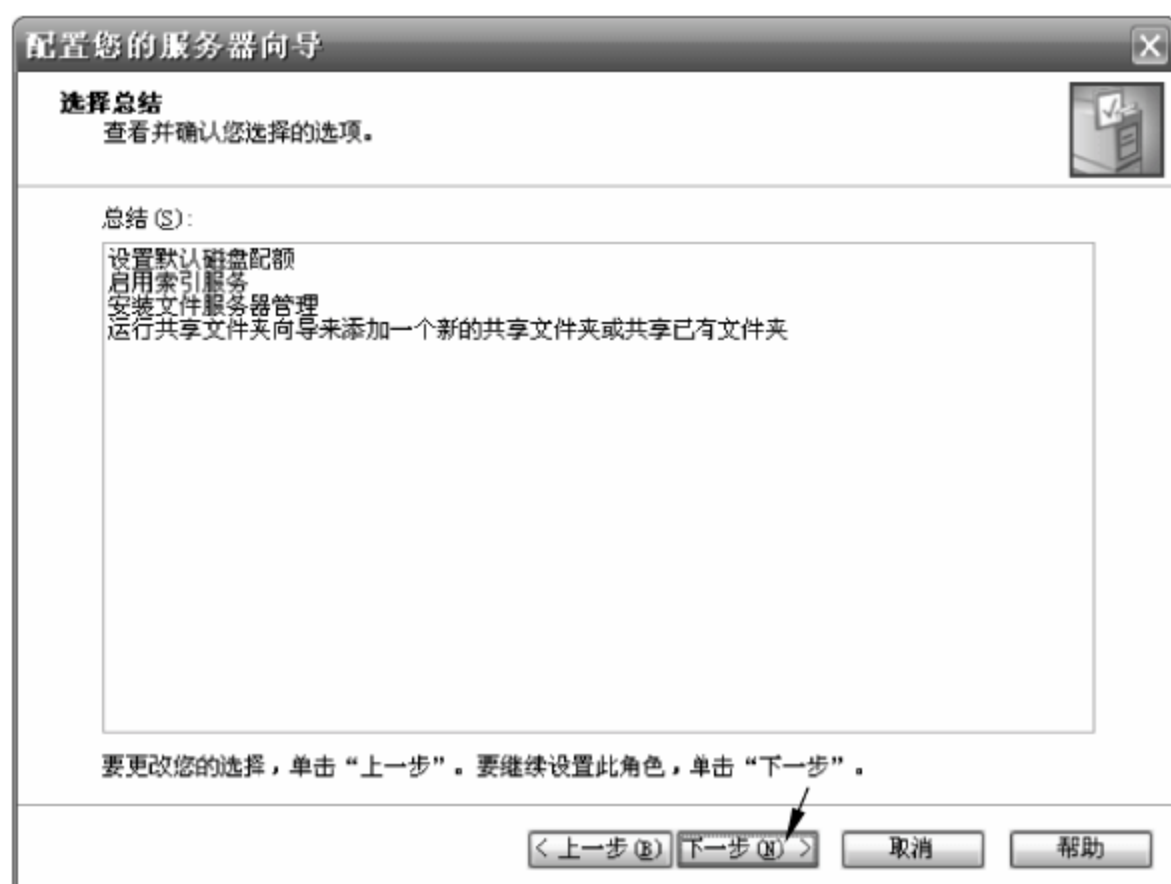 配置您的服务器向导
选择总结
查看并确认您选择的选项。
总结(S):
设置默认磁盘配额
启用索引服务
安装文件服务器管理
运行共享文件夹向导来添加一个新的共享文件夹或共享已有文件夹
要更改您的选择，单击“上一步”。要继续设置此角色，单击“下一步”。
< 上一步(B) 下一步(N) > 取消 帮助